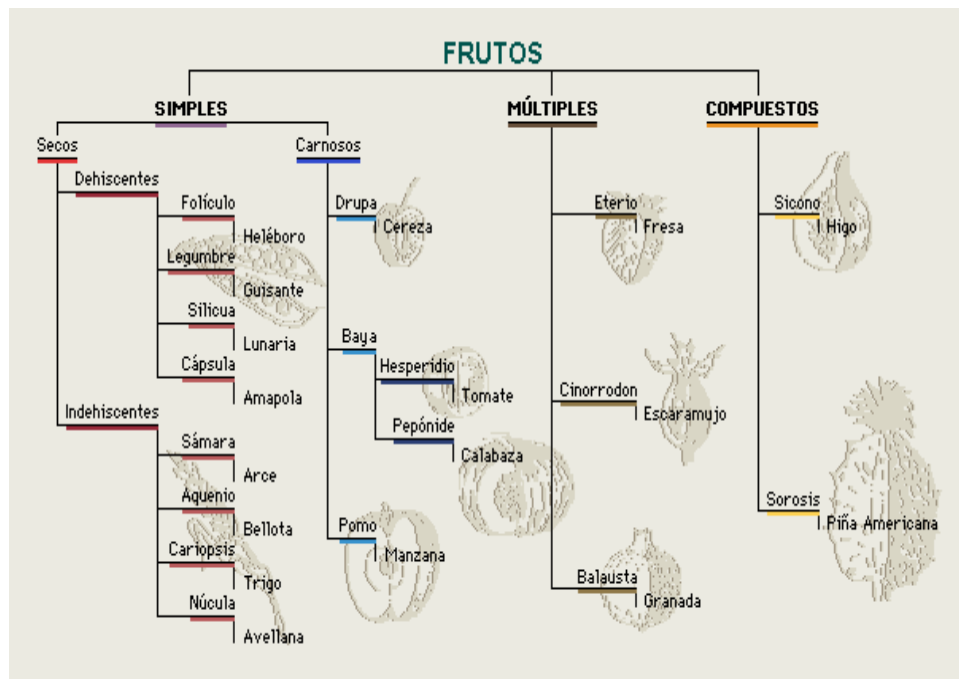 FRUTOS
SIMPLES
MÚLTIPLES
COMPUESTOS
Secos
Carnosos
Dehiscentes
Folículo
Heléboro
Legumbre
Guisante
Silicua
Lunaria
Cápsula
Amapola
Indehiscentes
Sámara
Arce
Aquenio
Bellota
Cariopsis
Trigo
Núcula
Avellana
Drupa
Cereza
Baya
Hesperidio
Tomate
Pepónide
Calabaza
Pomo
Manzana
Eterio
Fresa
Cinorrodon
Escaramujo
Balausta
Granada
Sicono
Higo
Sorosis
Piña Americana